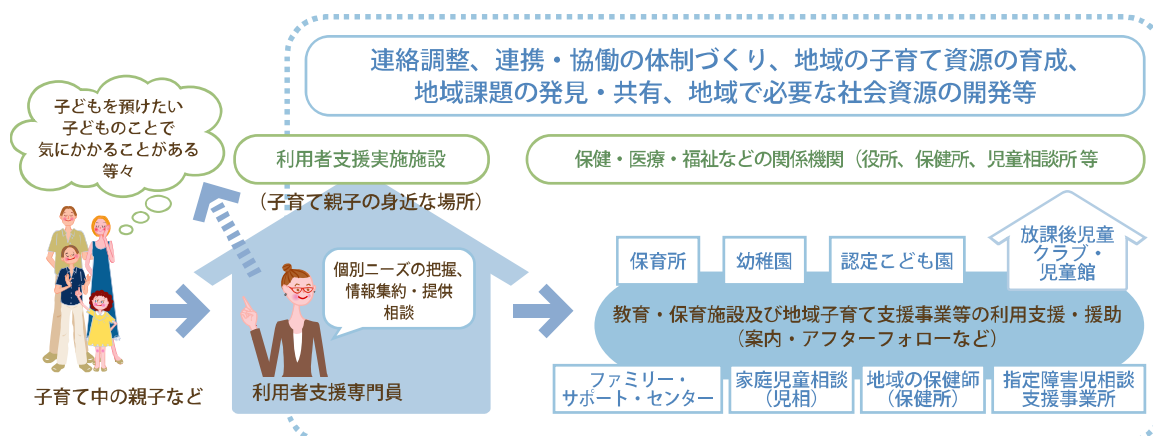 連絡調整、連携・協働の体制づくり、地域の子育て資源の育成、
地域課題の発見・共有、地域で必要な社会資源の開発等
子どもを預けたい
子どものことで
気にかかることがある
等々
利用者支援実施施設
（子育て親子の身近な場所）
保健・医療・福祉などの関係機関（役所、保健所、児童相談所 等
個別ニーズの把握、
情報集約・提供
相談
保育所
幼稚園
認定こども園
放課後児童
クラブ・
児童館
教育・保育施設及び地域子育て支援事業等の利用支援・援助
（案内・アフターフォローなど）
子育て中の親子など
利用者支援専門員
ファミリー・
サポート・センター
家庭児童相談
（児相）
地域の保健師
（保健所）
指定障害児相談
支援事業所